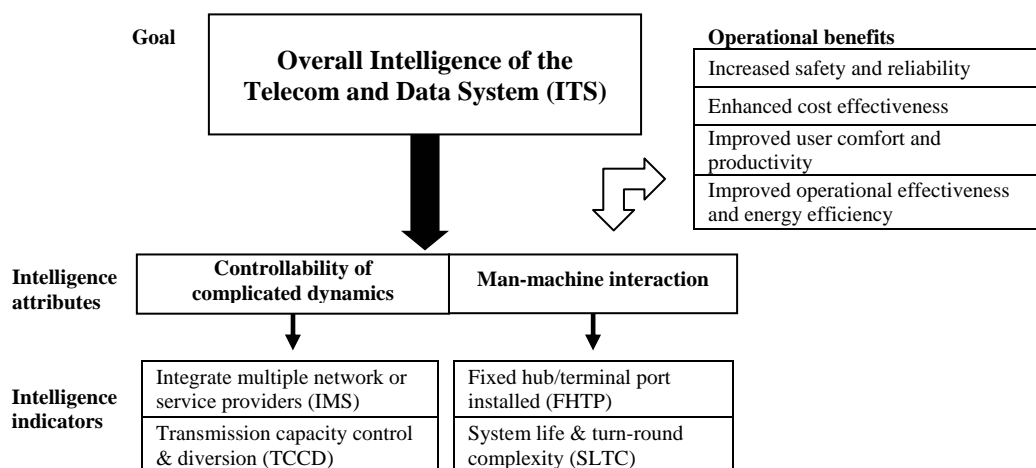 Goal
Overall Intelligence of the
Telecom and Data System (ITS)
Operational benefits
Increased safety and reliability
Enhanced cost effectiveness
Improved user comfort and
productivity
Improved operational effectiveness
and energy efficiency
Intelligence
attributes
Controllability of
complicated dynamics
Man-machine interaction
Intelligence
indicators
Integrate multiple network or
service providers (IMS)
Transmission capacity control
& diversion (TCCD)
Fixed hub/terminal port
installed (FHTP)
System life & turn-round
complexity (SLTC)